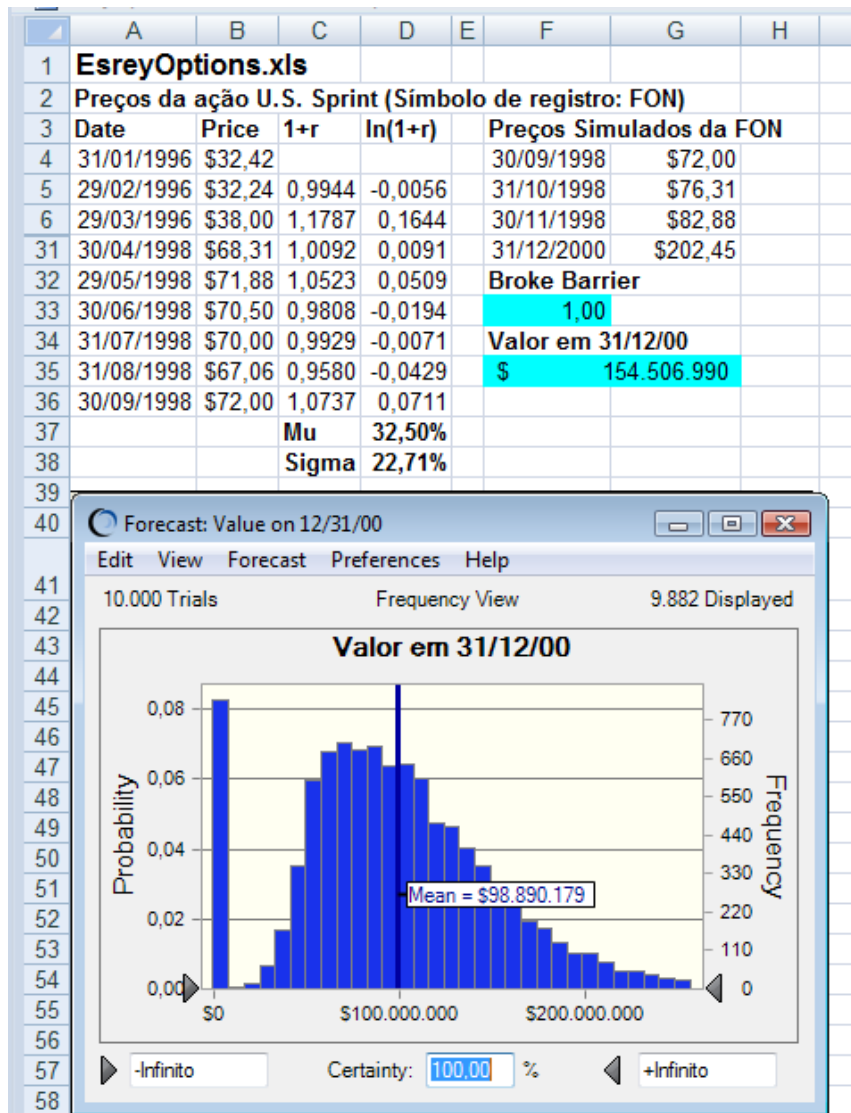 A B C D E F G H
1 EsreyOptions.xls
2 Preços da ação U.S. Sprint (Símbolo de registro: FON)
3 Date Price 1+r ln(1+r) Preços Simulados da FON
4 31/01/1996 $32,42 30/09/1998 $72,00
5 29/02/1996 $32,24 0,9944 -0,0056 31/10/1998 $76,31
6 29/03/1996 $38,00 1,1787 0,1644 30/11/1998 $82,88
31 30/04/1998 $68,31 1,0092 0,0091 31/12/2000 $202,45
32 29/05/1998 $71,88 1,0523 0,0509 Broke Barrier
33 30/06/1998 $70,50 0,9808 -0,0194 1,00
34 31/07/1998 $70,00 0,9929 -0,0071 Valor em 31/12/00
35 31/08/1998 $67,06 0,9580 -0,0429 $ 154.506.990
36 30/09/1998 $72,00 1,0737 0,0711
37 Mu 32,50%
38 Sigma 22,71%
39
40 Forecast: Value on 12/31/00
Edit View Forecast Preferences Help
41
10.000 Trials Frequency View 9.882 Displayed
42
43 Valor em 31/12/00
44
45 0,08 770
46
47 660
48 0,06 550
49 440
50 0,04 330
Probability Frequency
51 Mean = $98.890.179
52 0,02 220
53 110
54 0,00 0
55 $0 $100.000.000 $200.000.000
56
57 -Infinito Certainty: 100,00 % +Infinito
58